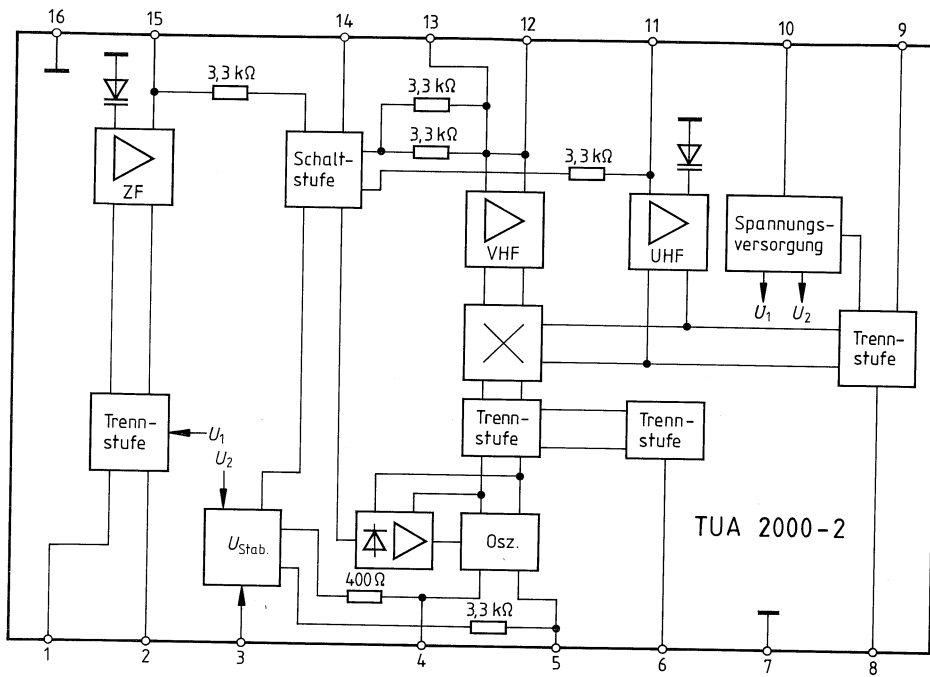 16
15
14
13
12
11
10
9
3,3 kΩ
3,3 kΩ
3,3 kΩ
3,3 kΩ
ZF
Schalt-
stufe
VHF
UHF
Spannungs-
versorgung
U1
U2
Trenn-
stufe
Trenn-
stufe
Trenn-
stufe
Trenn-
stufe
U1
U2
UStab.
Osz.
TUA 2000-2
400 Ω
3,3 kΩ
1
2
3
4
5
6
7
8